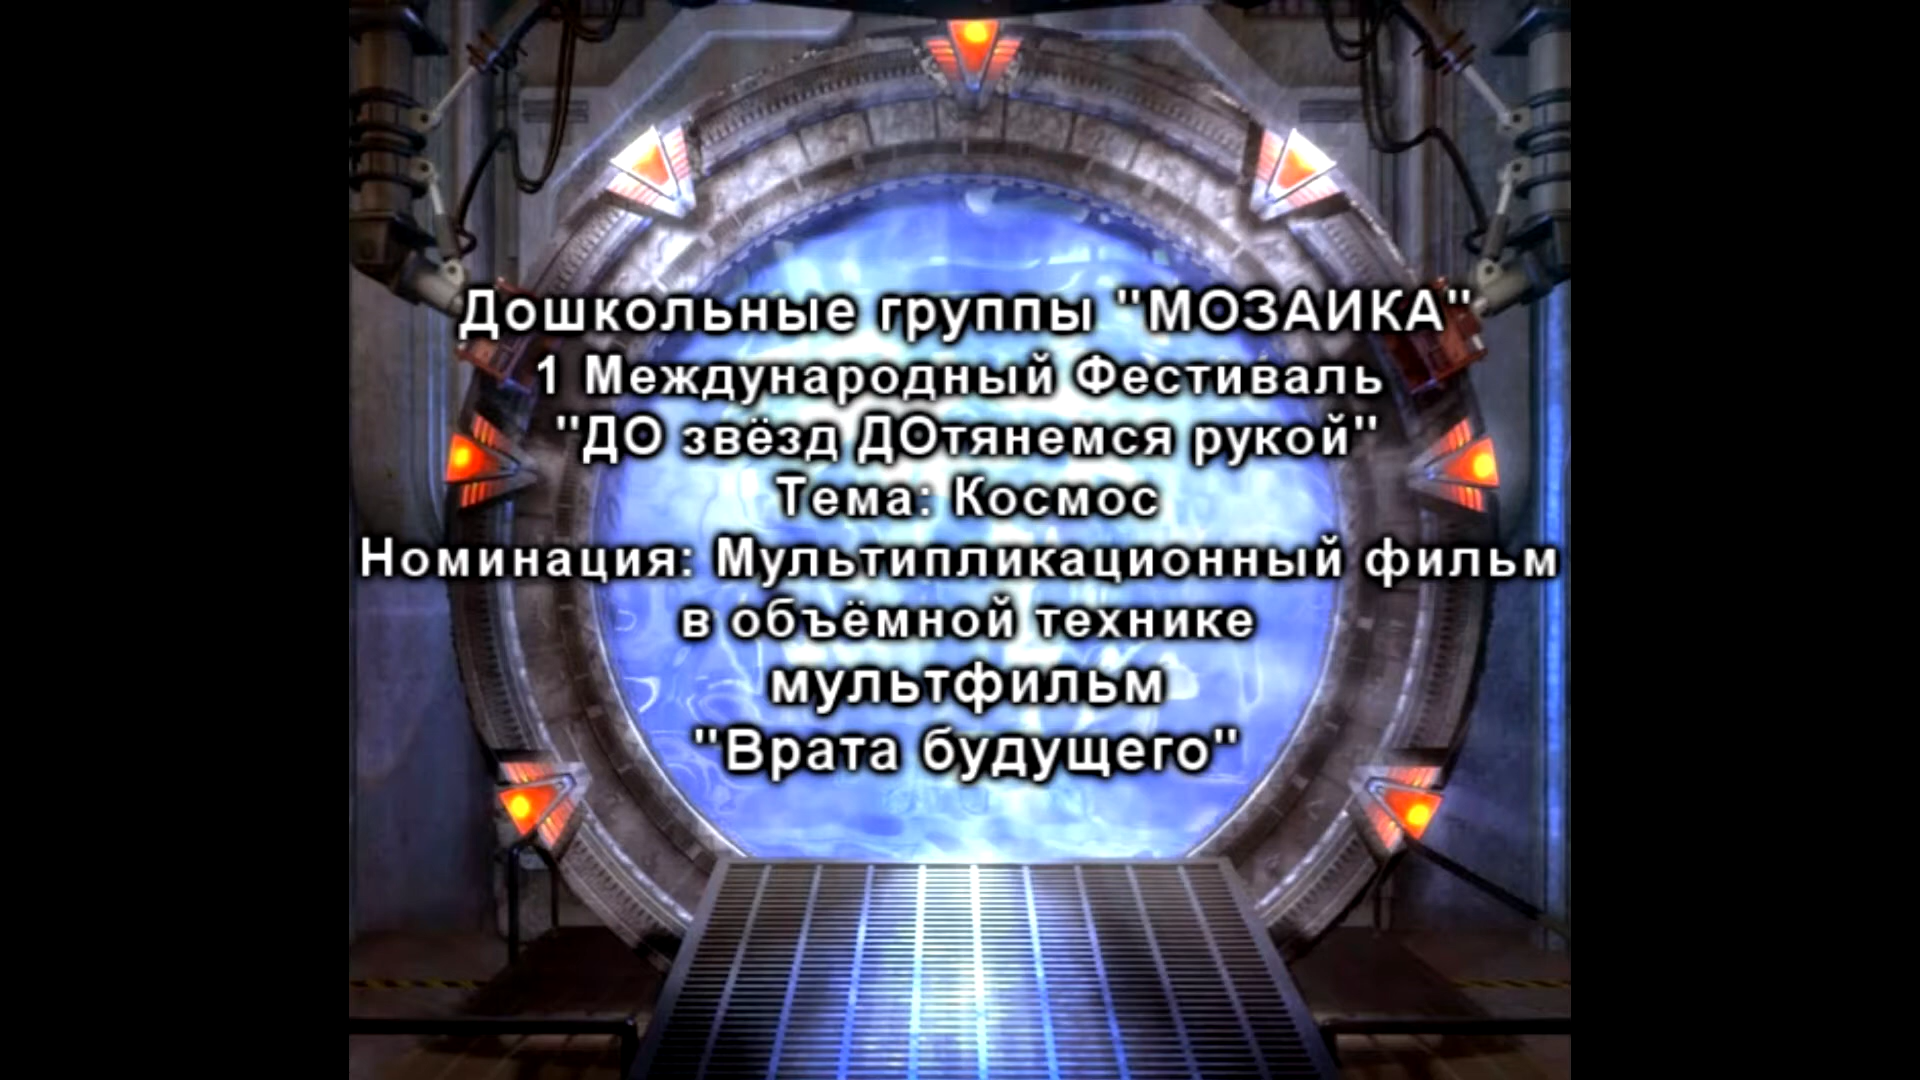 Дошкольные группы "МОЗАИКА"
1 Международный Фестиваль
"ДО звёзд ДОтянемся рукой"
Тема: Космос
Номинация: Мультипликационный фильм
в объёмной технике
мультфильм
"Врата будущего"